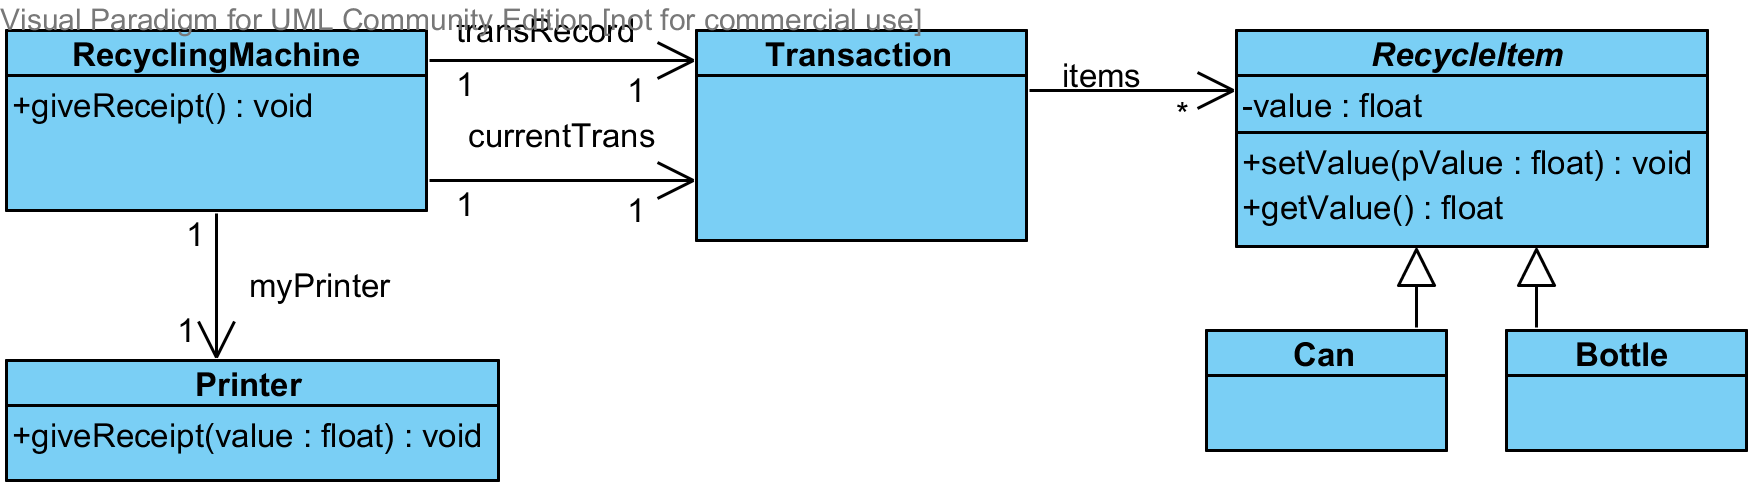 Visual Paradigm for UML Community Edition [not for commercial use]
RecyclingMachine
+giveReceipt() : void
transRecord
1
1
currentTrans
1
1
Transaction
items
*
RecycleItem
-value : float
+setValue(pValue : float) : void
+getValue() : float
1
myPrinter
1
Printer
+giveReceipt(value : float) : void
Can
Bottle